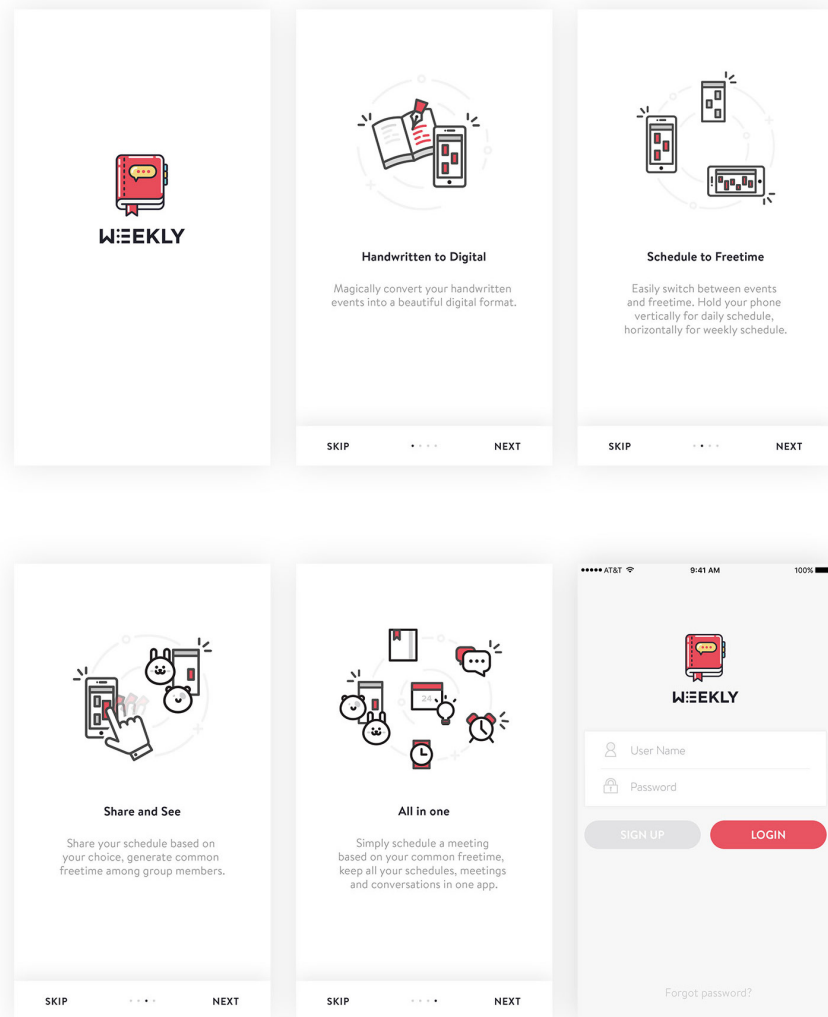 WEEKLY
Handwritten to Digital
Magically convert your handwritten
events into a beautiful digital format.
SKIP
NEXT
Schedule to Freetime
Easily switch between events
and freetime. Hold your phone
vertically for daily schedule,
horizontally for weekly schedule.
SKIP
NEXT
Share and See
Share your schedule based on
your choice, generate common
freetime among group members.
SKIP
NEXT
24
All in one
Simply schedule a meeting
based on your common freetime,
keep all your schedules, meetings
and conversations in one app.
SKIP
NEXT
AT&T 9:41 AM 100%
WEEKLY
User Name
Password
SIGN UP
LOGIN
Forgot password?